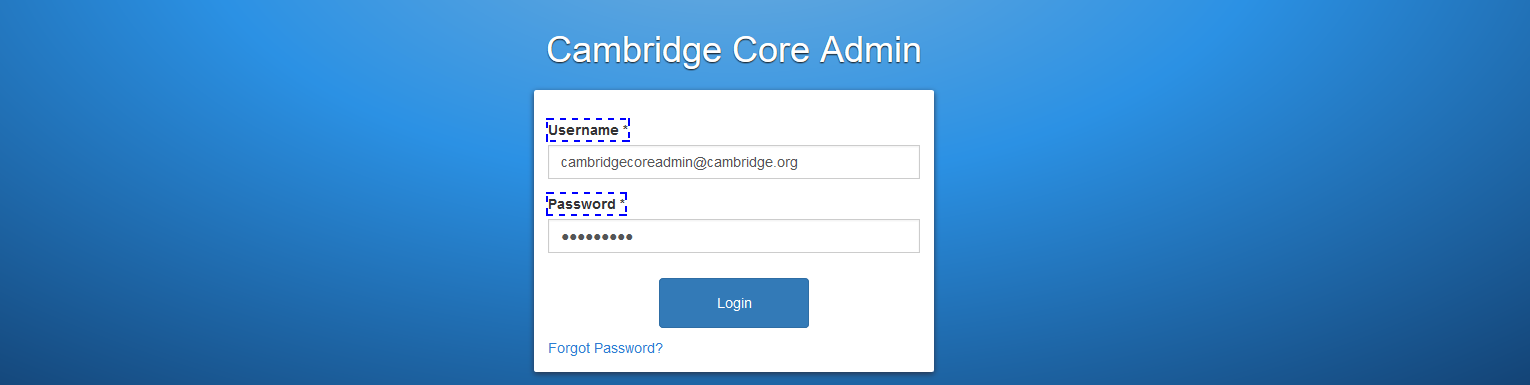 Cambridge Core Admin
Username *
cambridgecoreadmin@cambridge.org
Password *
●●●●●●●●●
Login
Forgot Password?